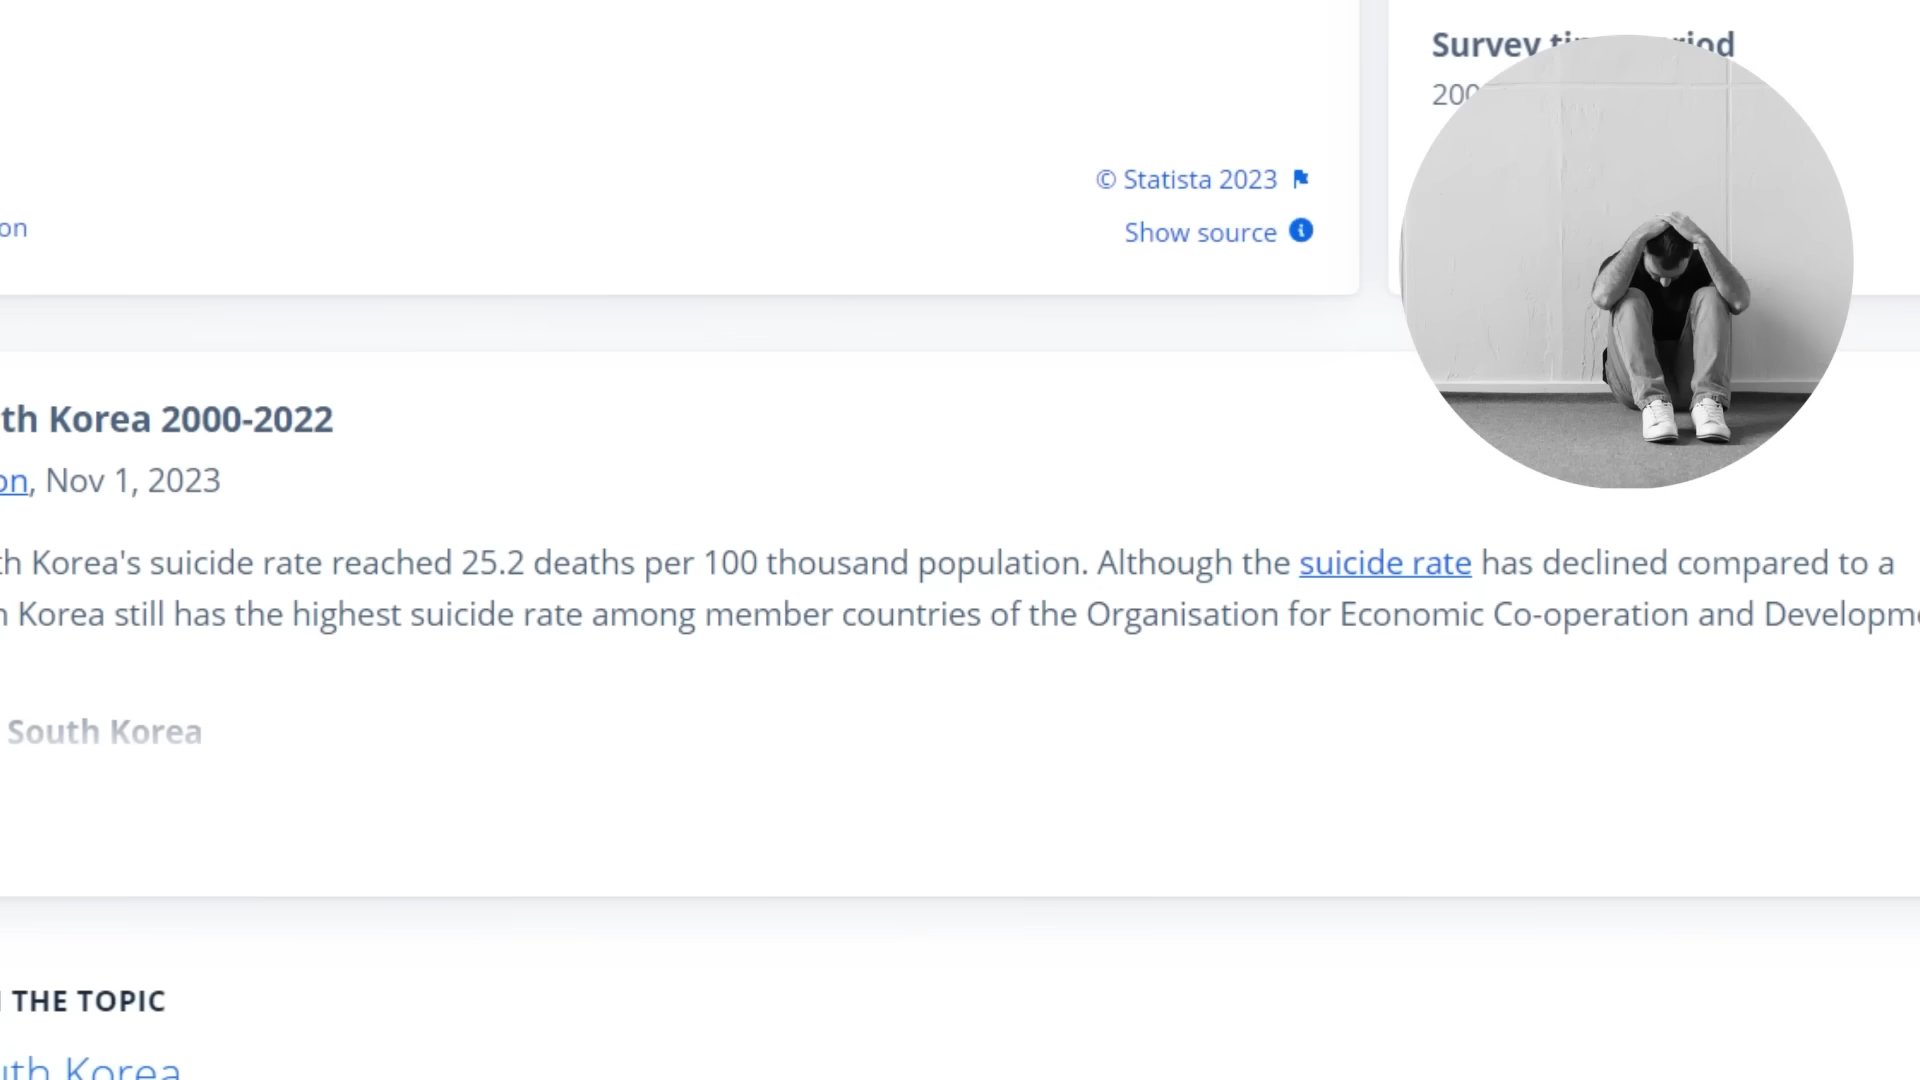 Survey
200
© Statista 2023
on
Show source
th Korea 2000-2022
on, Nov 1, 2023
th Korea's suicide rate reached 25.2 deaths per 100 thousand population. Although the suicide rate has declined compared to a
h Korea still has the highest suicide rate among member countries of the Organisation for Economic Co-operation and Developme
South Korea
THE TOPIC
uth Korea